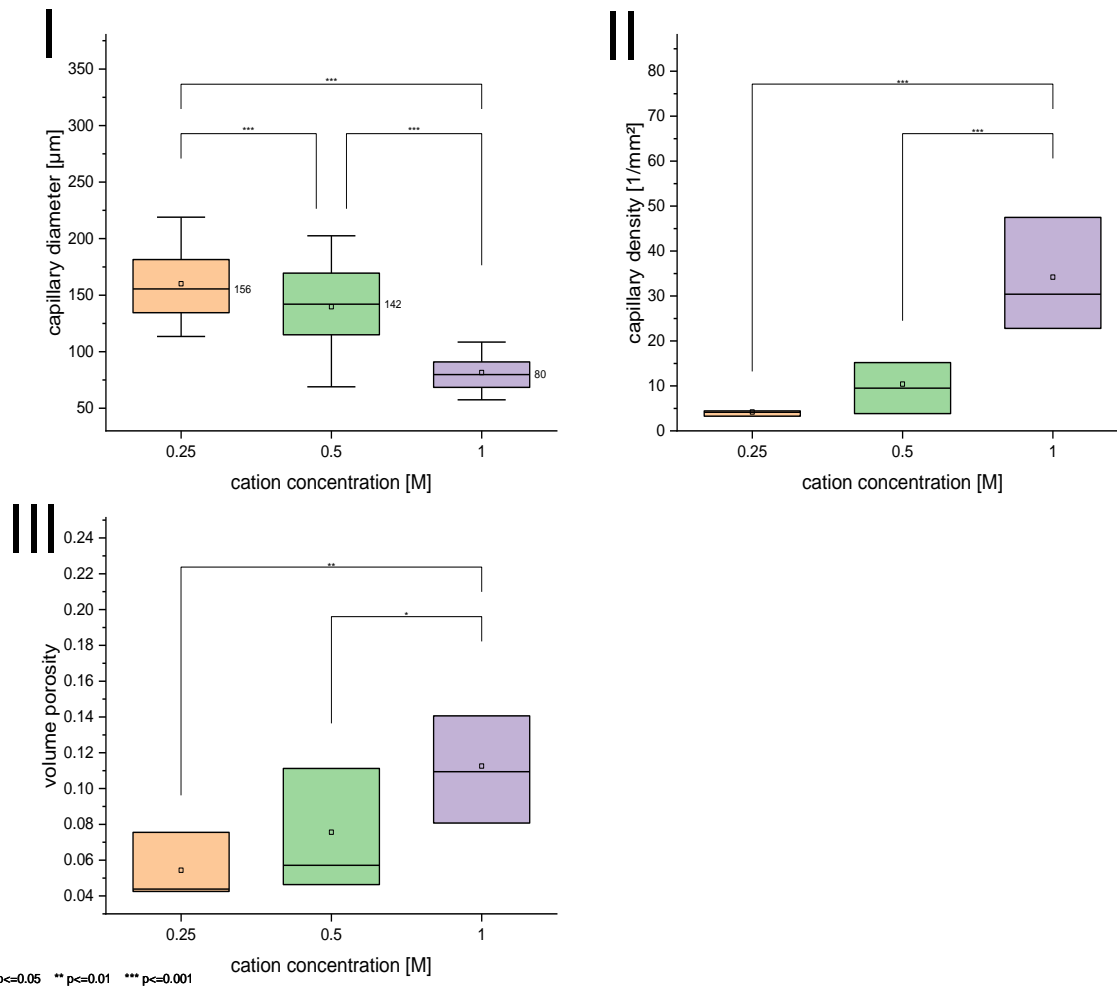 I
capillary diameter [µm]
350
300
250
200
150
100
50
***
*** ***
156
142
80
0.25 0.5 1
cation concentration [M]
II
capillary density [1/mm²]
80
70
60
50
40
30
20
10
0
***
***
0.25 0.5 1
cation concentration [M]
III
volume porosity
0.24
0.22
0.20
0.18
0.16
0.14
0.12
0.10
0.08
0.06
0.04
**
*
0.25 0.5 1
cation concentration [M]
p<=0.05 ** p<=0.01 *** p<=0.001